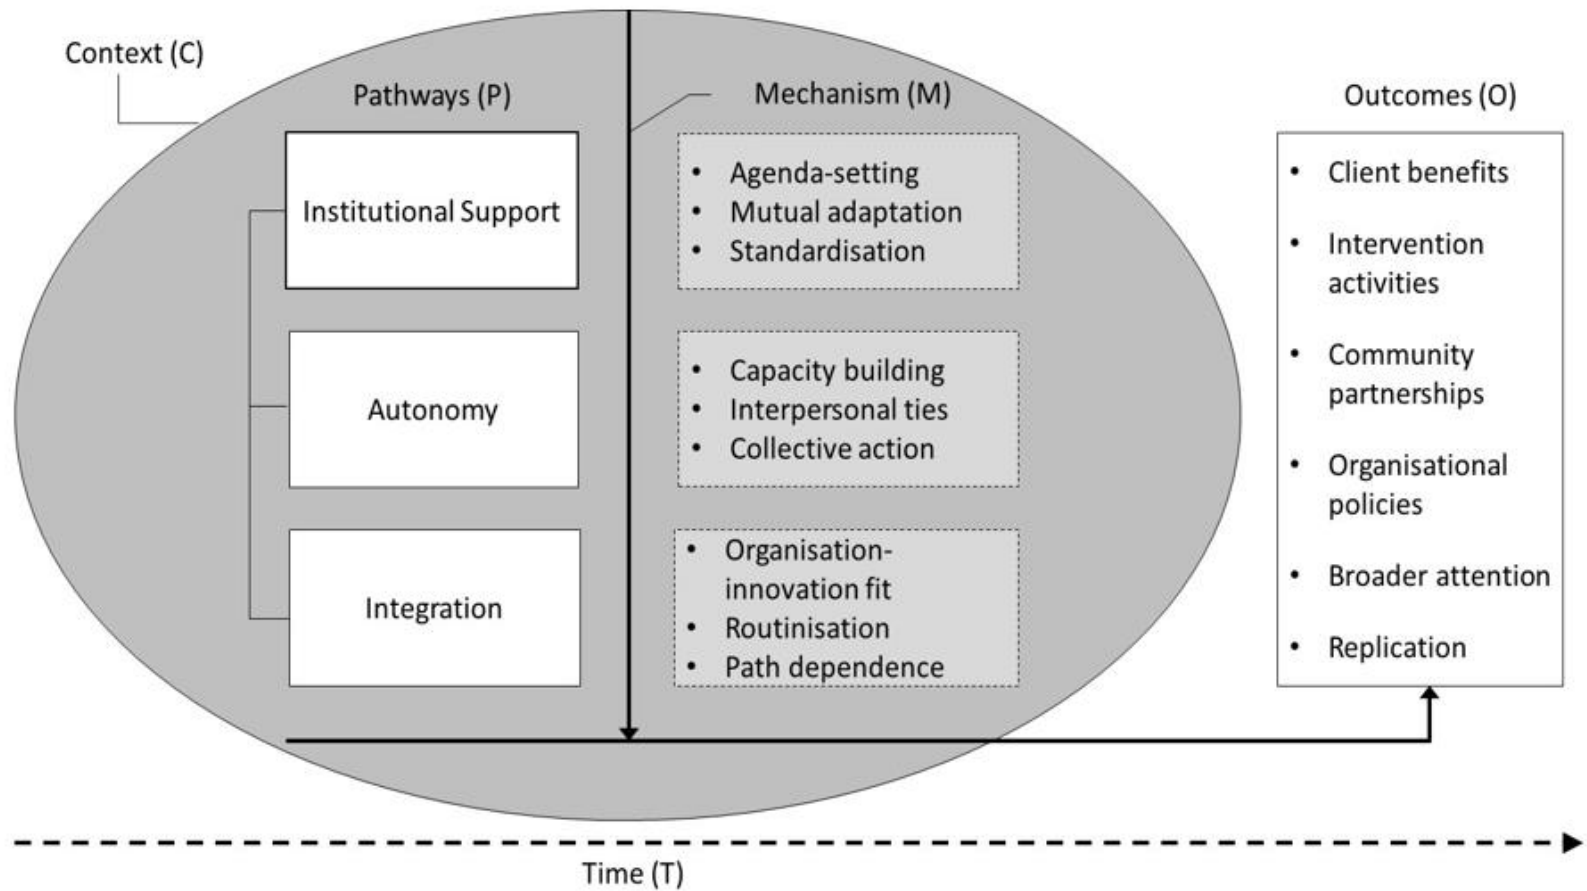 Context (C)
Pathways (P)
Mechanism (M)
Outcomes (O)
Institutional Support
• Agenda-setting
• Mutual adaptation
• Standardisation
Autonomy
• Capacity building
• Interpersonal ties
• Collective action
Integration
• Organisation-
innovation fit
• Routinisation
• Path dependence
• Client benefits
• Intervention
activities
• Community
partnerships
• Organisational
policies
• Broader attention
• Replication
Time (T)